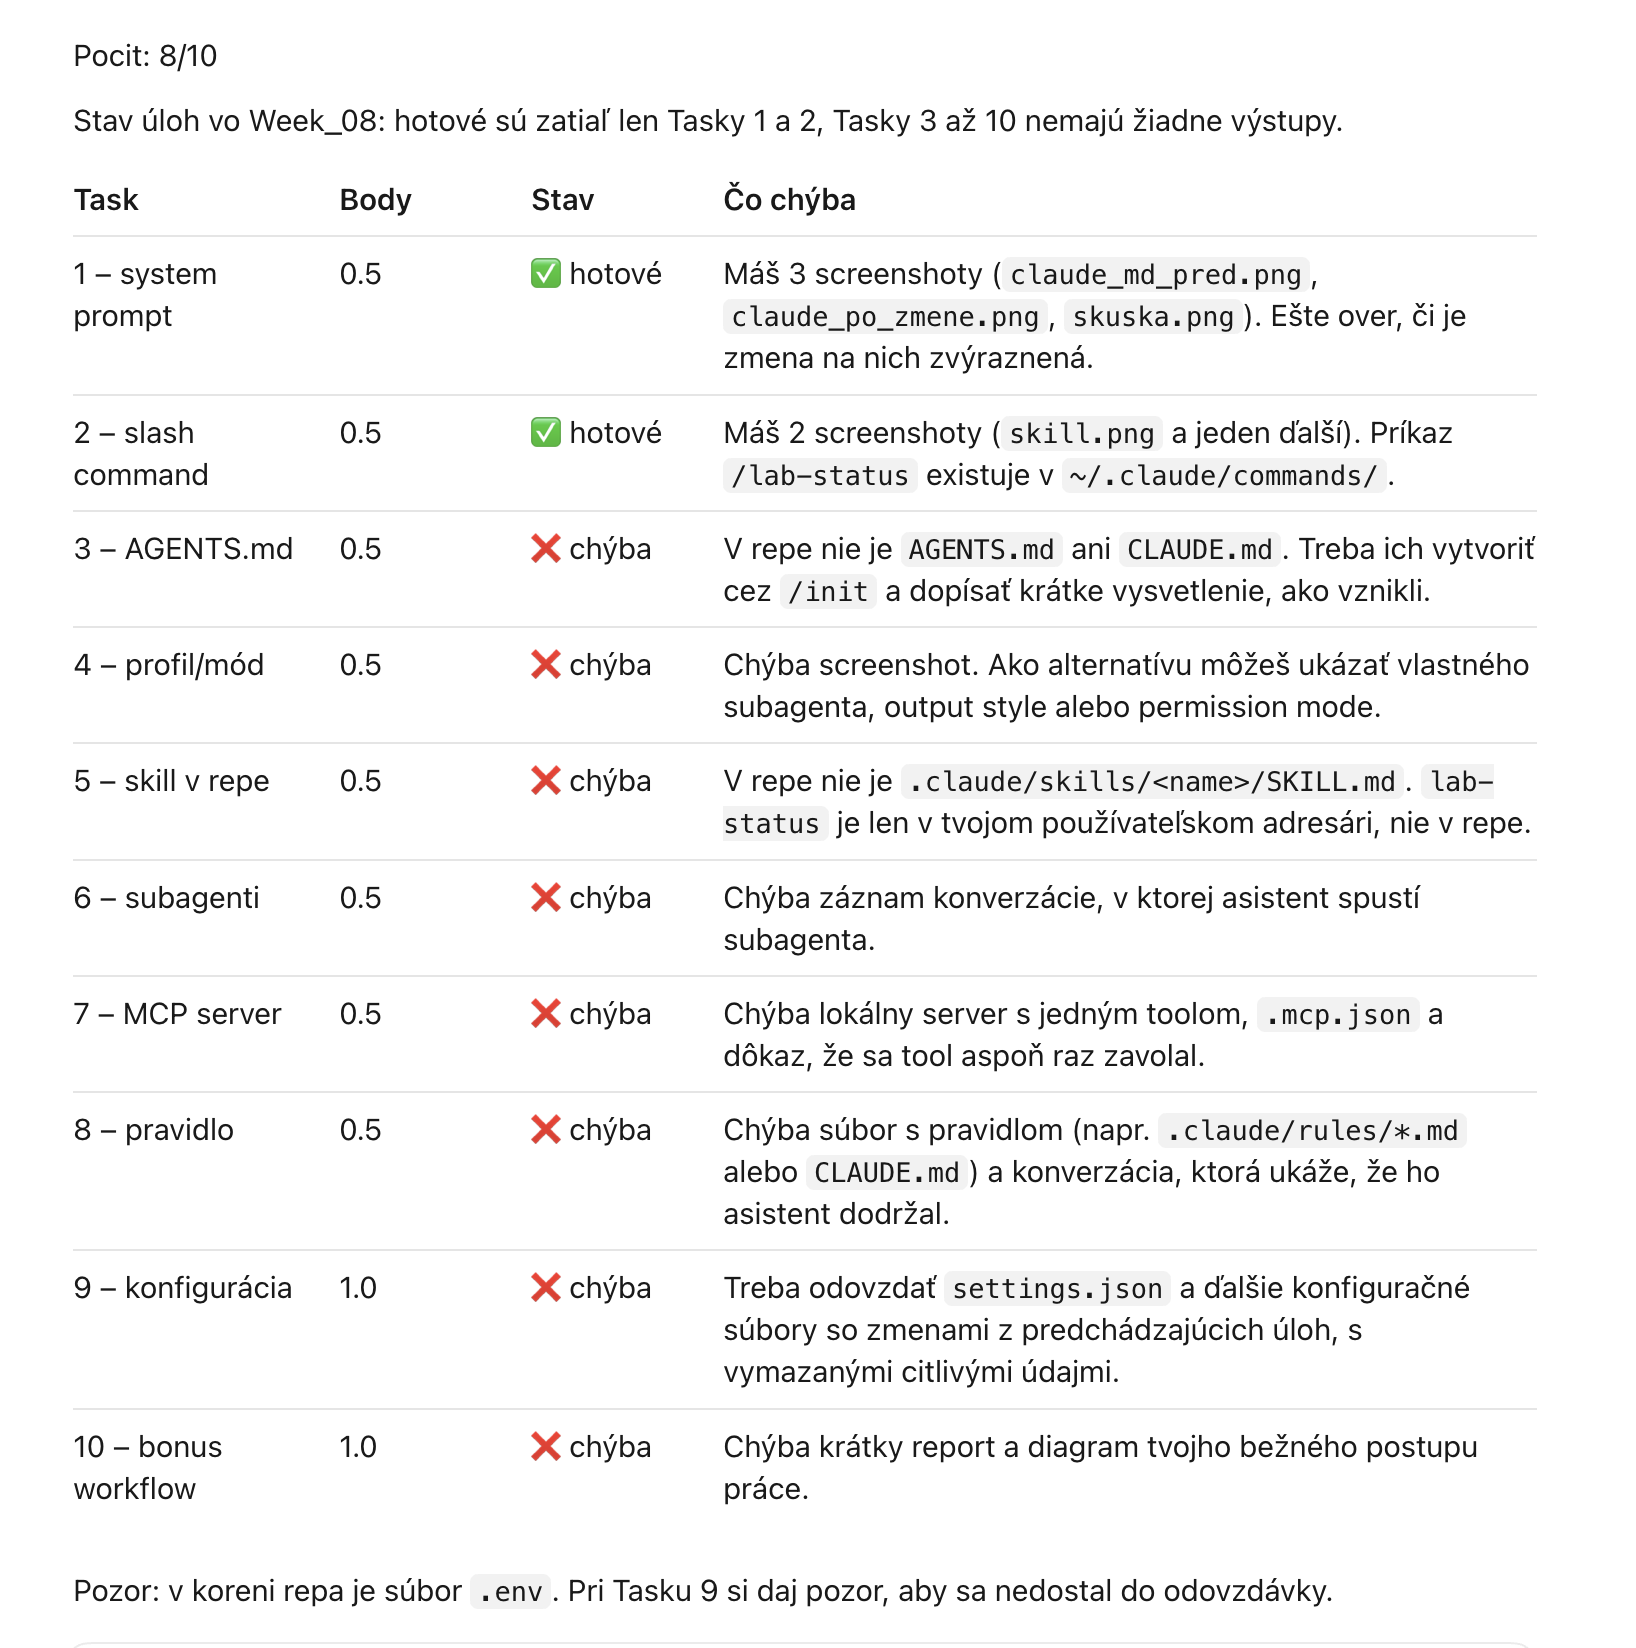 Pocit: 8/10
Stav úloh vo Week_08: hotové sú zatiaľ len Tasky 1 a 2, Tasky 3 až 10 nemajú žiadne výstupy.
Task Body Stav Čo chýba
1 – system prompt 0.5 ✅ hotové Máš 3 screenshoty (claude_md_pred.png,
claude_po_zmene.png, skuska.png). Ešte over, či je
zmena na nich zvýraznená.
2 – slash command 0.5 ✅ hotové Máš 2 screenshoty (skill.png a jeden ďalší). Príkaz
/lab-status existuje v ~/.claude/commands/.
3 – AGENTS.md 0.5 ❌ chýba V repe nie je AGENTS.md ani CLAUDE.md. Treba ich vytvoriť
cez /init a dopísať krátke vysvetlenie, ako vznikli.
4 – profil/mód 0.5 ❌ chýba Chýba screenshot. Ako alternatívu môžeš ukázať vlastného
subagenta, output style alebo permission mode.
5 – skill v repe 0.5 ❌ chýba V repe nie je .claude/skills/<name>/SKILL.md. lab-
status je len v tvojom používateľskom adresári, nie v repe.
6 – subagenti 0.5 ❌ chýba Chýba záznam konverzácie, v ktorej asistent spustí
subagenta.
7 – MCP server 0.5 ❌ chýba Chýba lokálny server s jedným toolom, .mcp.json a
dôkaz, že sa tool aspoň raz zavolal.
8 – pravidlo 0.5 ❌ chýba Chýba súbor s pravidlom (napr. .claude/rules/*.md
alebo CLAUDE.md) a konverzácia, ktorá ukáže, že ho
asistent dodržal.
9 – konfigurácia 1.0 ❌ chýba Treba odovzdať settings.json a ďalšie konfiguračné
súbory so zmenami z predchádzajúcich úloh, s
vymazanými citlivými údajmi.
10 – bonus workflow 1.0 ❌ chýba Chýba krátky report a diagram tvojho bežného postupu
práce.
Pozor: v koreni repa je súbor .env. Pri Tasku 9 si daj pozor, aby sa nedostal do odovzdávky.